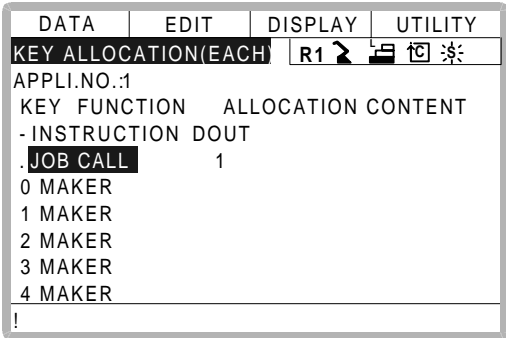 DATA EDIT DISPLAY UTILITY
KEY ALLOCATION(EACH) R1 C S
APPLI.NO.:1
KEY FUNCTION ALLOCATION CONTENT
- INSTRUCTION DOUT
. JOB CALL 1
0 MAKER
1 MAKER
2 MAKER
3 MAKER
4 MAKER
!